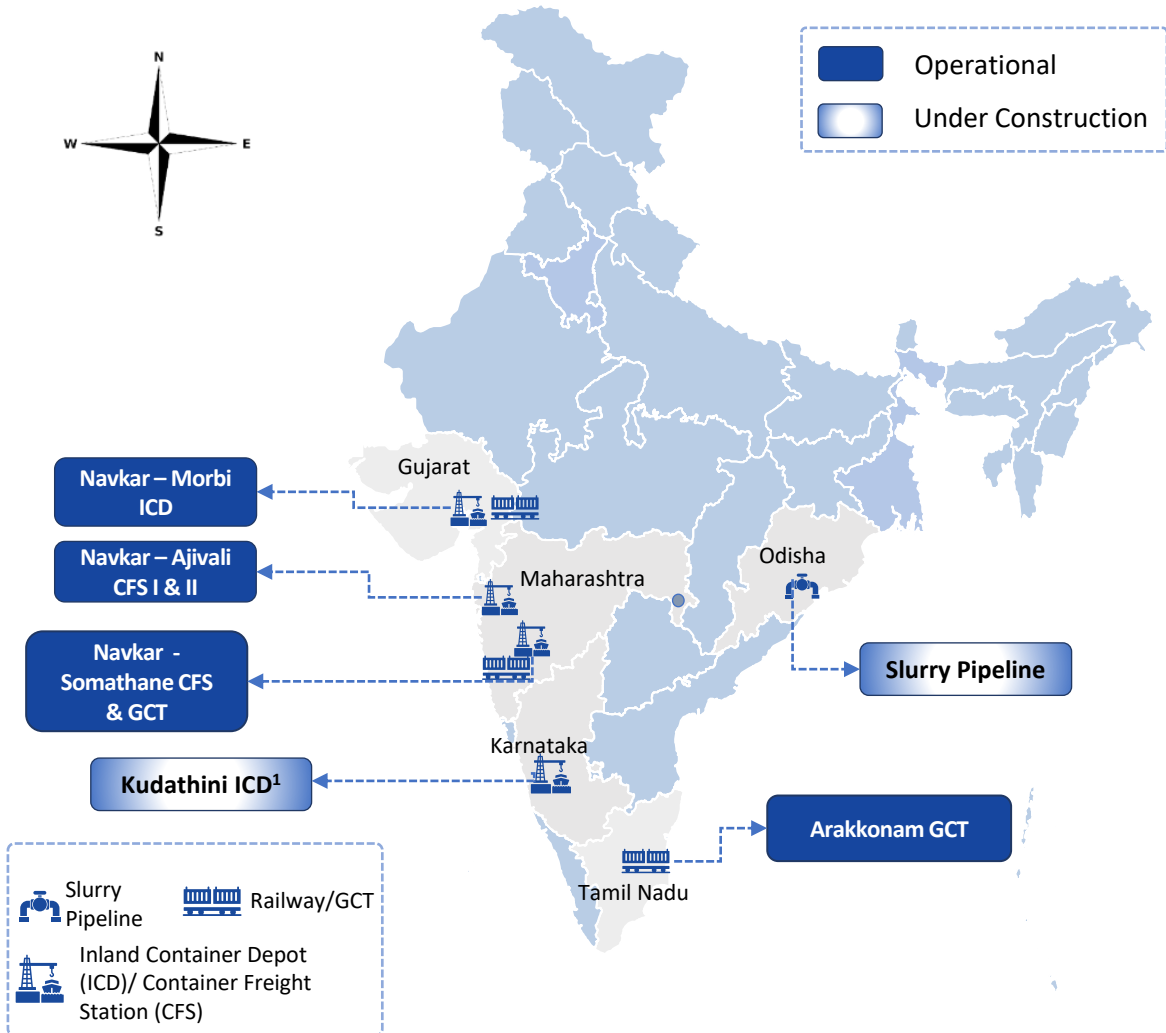 N
W
E
S
Operational
Under Construction
Gujarat
Navkar – Morbi
ICD
Navkar – Ajivali
CFS I & II
Maharashtra
Odisha
Navkar -
Somathane CFS
& GCT
Slurry Pipeline
Karnataka
Kudathini ICD¹
Arakkonam GCT
Tamil Nadu
Slurry
Pipeline
Railway/GCT
Inland Container Depot
(ICD)/ Container Freight
Station (CFS)